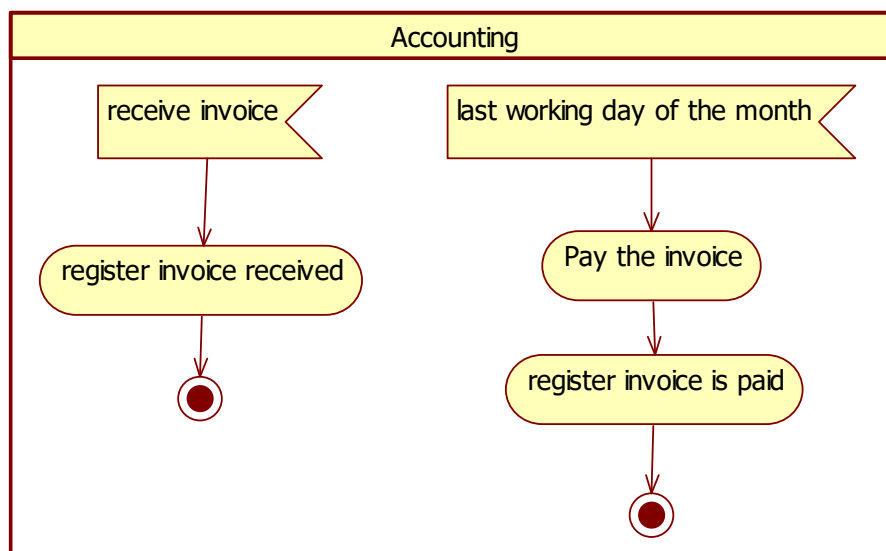 Accounting
receive invoice
last working day of the month
register invoice received
Pay the invoice
register invoice is paid